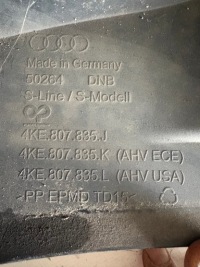 Made in Germany
50264 DNB
S-Line / S-Modell
4KE.807.835.J
4KE.807.835.K (AHV ECE)
4KE.807.835.L (AHV USA)
>PP.EPMD TD15<